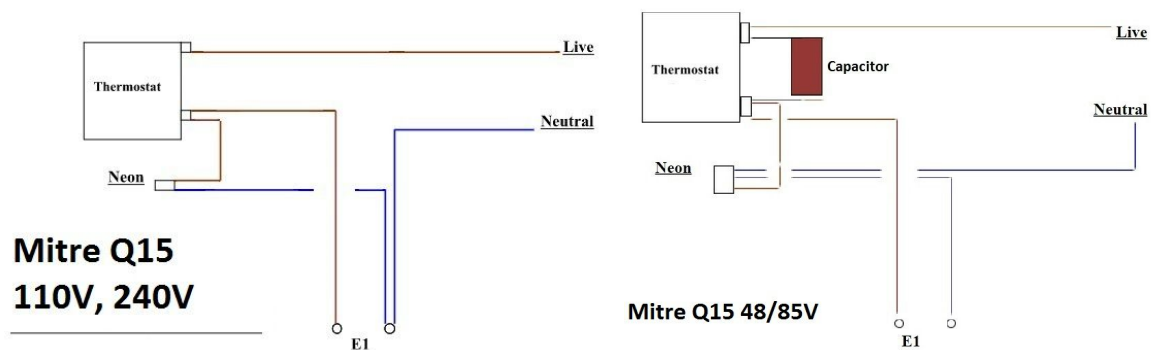 Live
Thermostat
Neutral
Neon
Mitre Q15
110V, 240V
E1
Live
Thermostat
Capacitor
Neutral
Neon
Mitre Q15 48/85V
E1